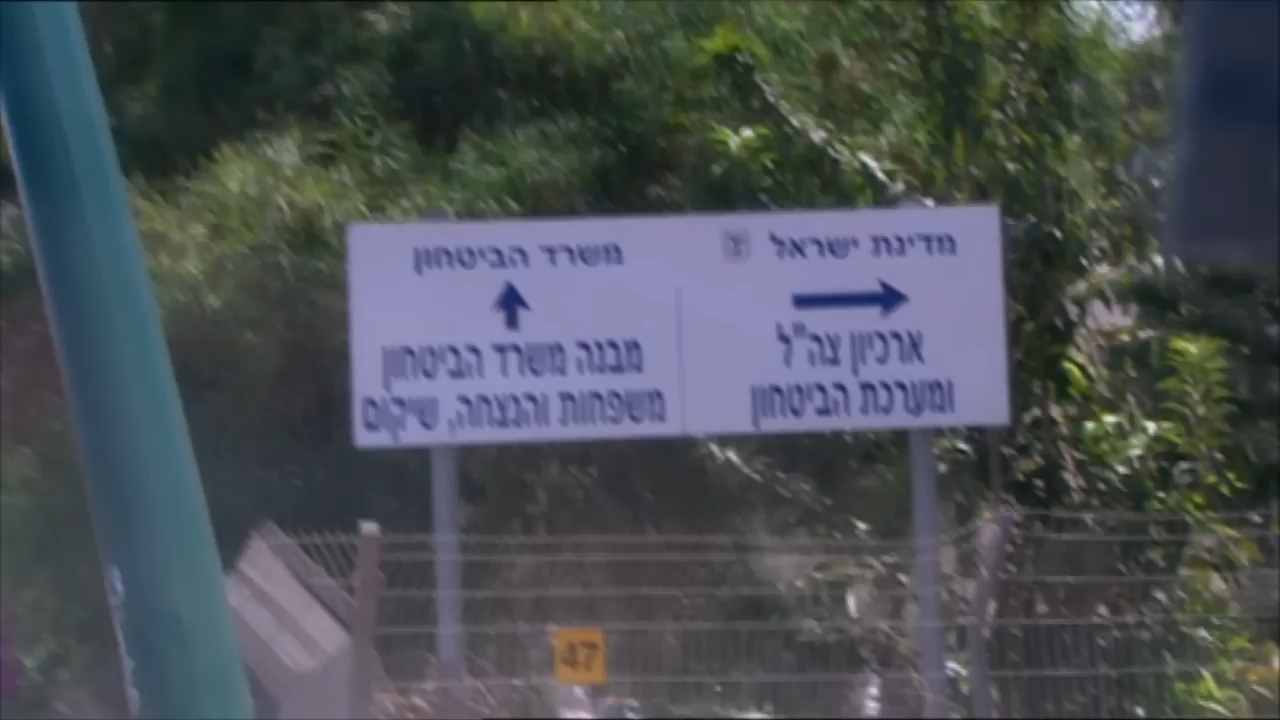 מדינת ישראל
ארכיון צה"ל
ומערכת הביטחון
משרד הביטחון
מבנה משרד הביטחון
משפחות והנצחה, שיקום
47